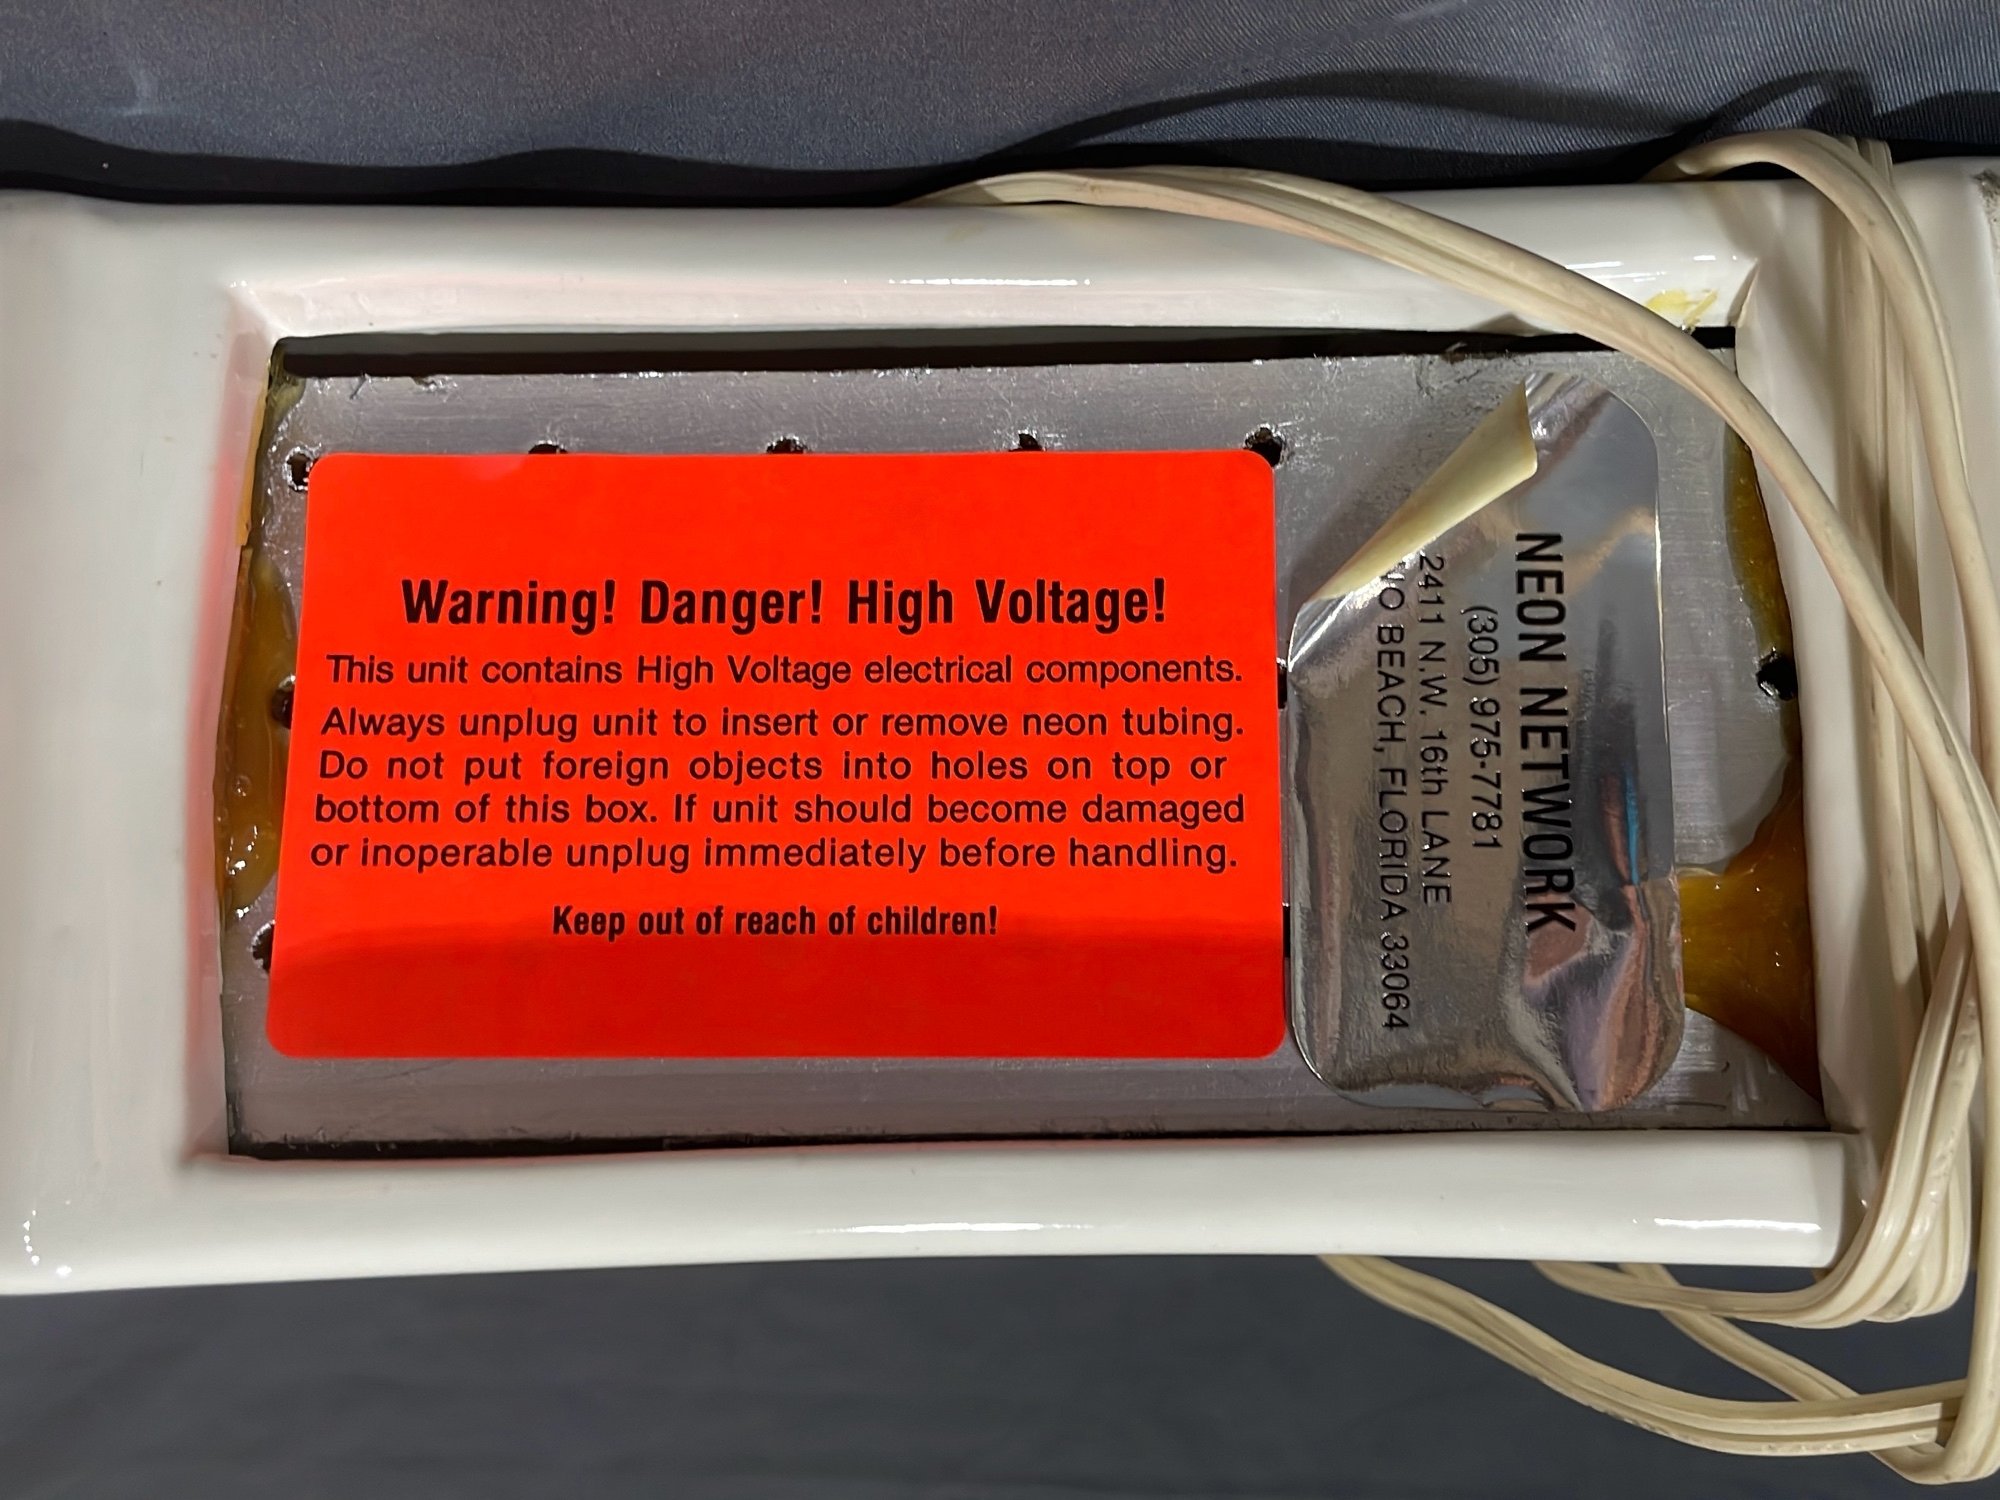 Warning! Danger! High Voltage!
This unit contains High Voltage electrical components.
Always unplug unit to insert or remove neon tubing.
Do not put foreign objects into holes on top or
bottom of this box. If unit should become damaged
or inoperable unplug immediately before handling.
Keep out of reach of children!
NEON NETWORK
(305) 975-7781
2411 N.W. 16th LANE
BEACH, FLORIDA 33064